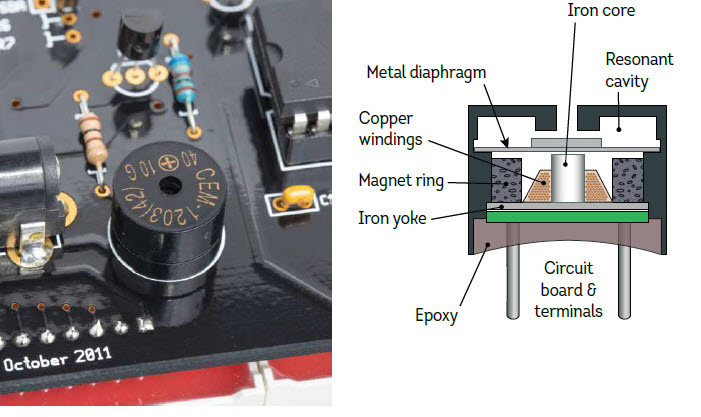 40 10 G
CEM-1203(42)
October 2011
Iron core
Metal diaphragm
Resonant
cavity
Copper
windings
Magnet ring
Iron yoke
Circuit
board &
terminals
Epoxy